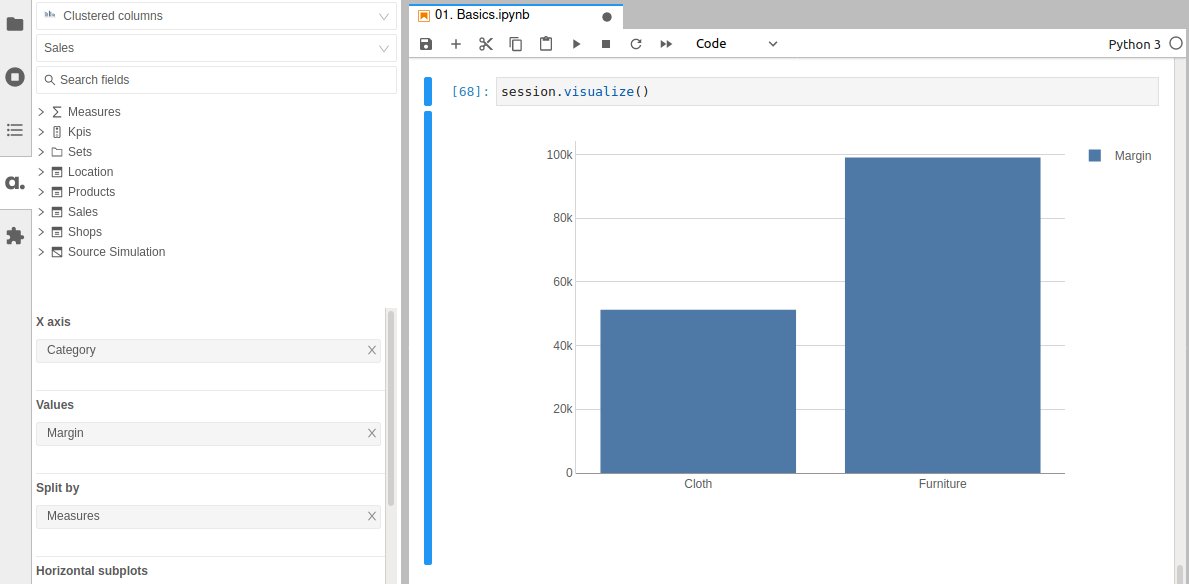 Clustered columns
Sales
Search fields
Measures
Kpis
Sets
Location
Products
Sales
Shops
Source Simulation
X axis
Category
Values
Margin
Split by
Measures
Horizontal subplots
a.
01. Basics.ipynb
Code
Python 3
[68]: session.visualize()
100k
80k
60k
40k
20k
0
Cloth
Furniture
Margin